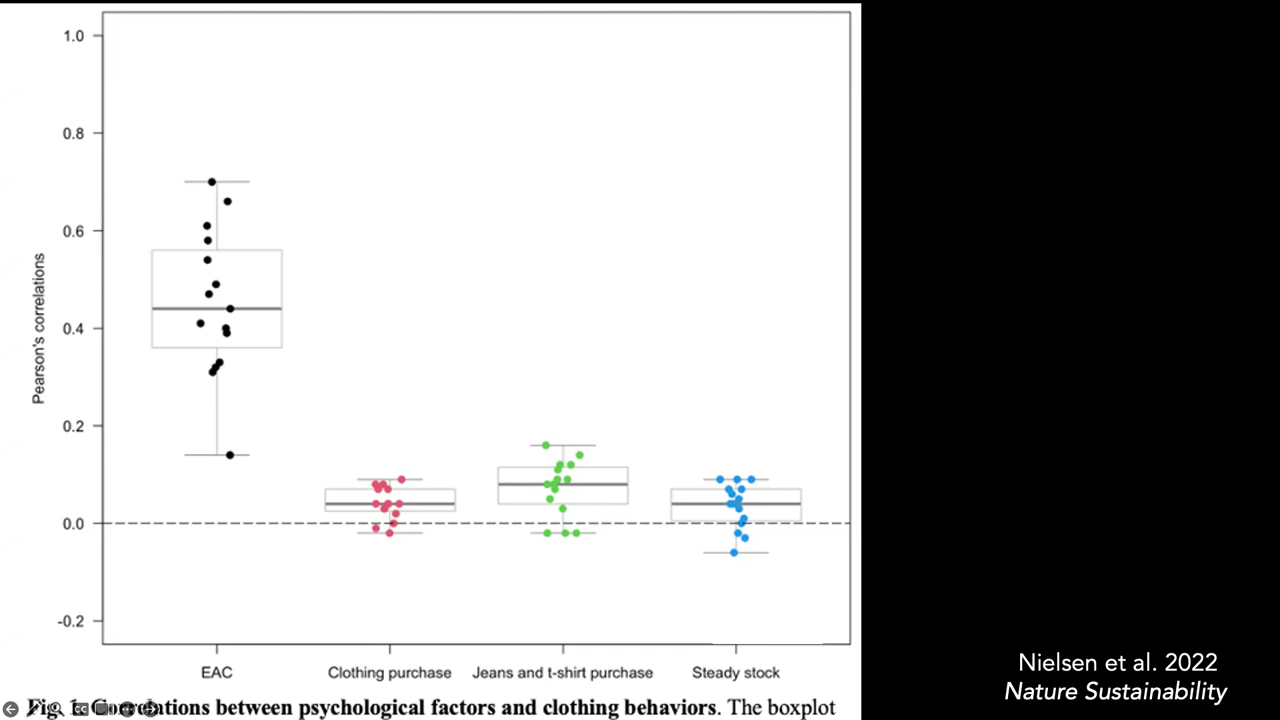 1.0
0.8
0.6
0.4
0.2
0.0
-0.2
Pearson's correlations
EAC
Clothing purchase
Jeans and t-shirt purchase
Steady stock
Fig. 1. Correlations between psychological factors and clothing behaviors. The boxplot
Nielsen et al. 2022
Nature Sustainability